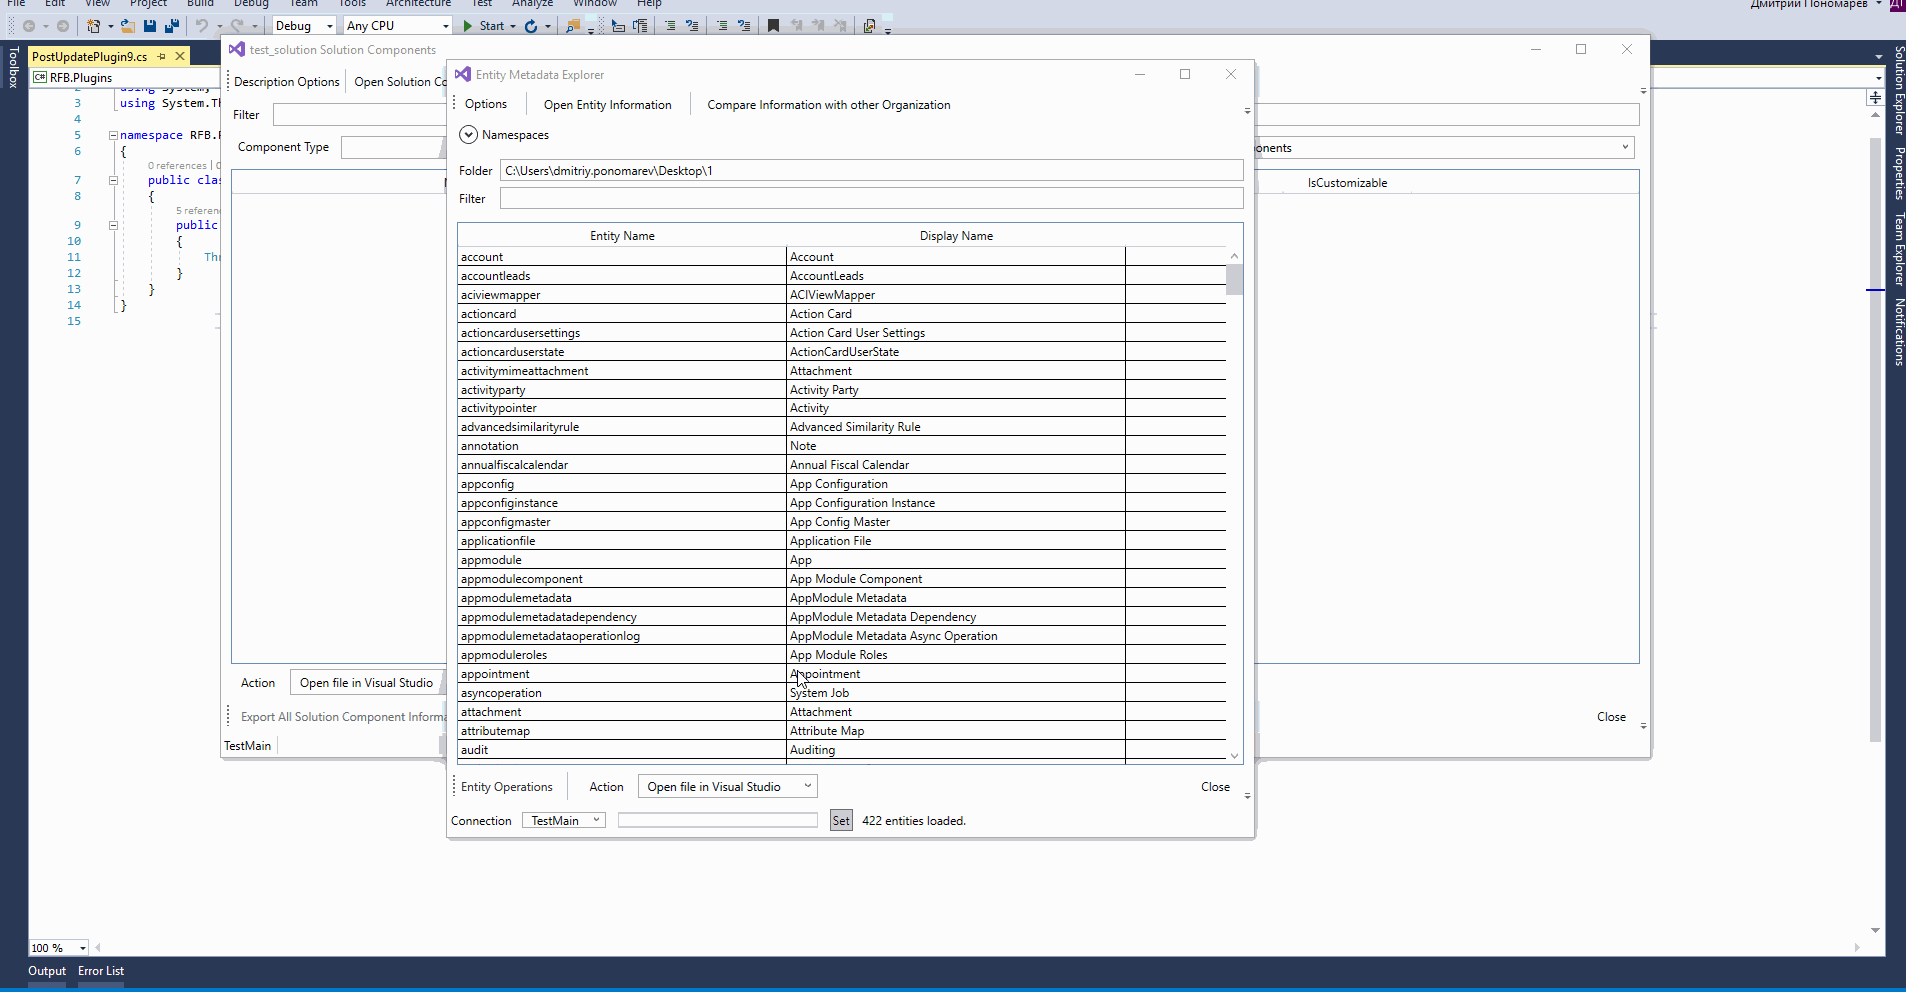 File Edit View Project Build Debug Team Tools Architecture Test Analyze Window Help
Дмитрий Пономарев
Debug Any CPU Start
Toolbox
PostUpdatePlugin9.cs
RFB.Plugins
2 using System;
3 using System.Th
4
5 namespace RFB.P
6 {
0 references
7 public clas
8 {
5 referen
9 public
10 {
11 Thr
12 }
13 }
14 }
15
100 %
Output Error List
Solution Explorer
Properties
Team Explorer
Notifications
test_solution Solution Components
Description Options Open Solution Co
Filter
Component Type
onents
IsCustomizable
Action Open file in Visual Studio
Export All Solution Component Informa
Close
TestMain
Entity Metadata Explorer
Options Open Entity Information Compare Information with other Organization
Namespaces
Folder C:\Users\dmitriy.ponomarev\Desktop\1
Filter
Entity Name Display Name
account Account
accountleads AccountLeads
aciviewmapper ACIViewMapper
actioncard Action Card
actioncardusersettings Action Card User Settings
actioncarduserstate ActionCardUserState
activitymimeattachment Attachment
activityparty Activity Party
activitypointer Activity
advancedsimilarityrule Advanced Similarity Rule
annotation Note
annualfiscalcalendar Annual Fiscal Calendar
appconfig App Configuration
appconfiginstance App Configuration Instance
appconfigmaster App Config Master
applicationfile Application File
appmodule App
appmodulecomponent App Module Component
appmodulemetadata AppModule Metadata
appmodulemetadatadependency AppModule Metadata Dependency
appmodulemetadataoperationlog AppModule Metadata Async Operation
appmoduleroles App Module Roles
appointment Appointment
asyncoperation System Job
attachment Attachment
attributemap Attribute Map
audit Auditing
Entity Operations Action Open file in Visual Studio Close
Connection TestMain Set 422 entities loaded.